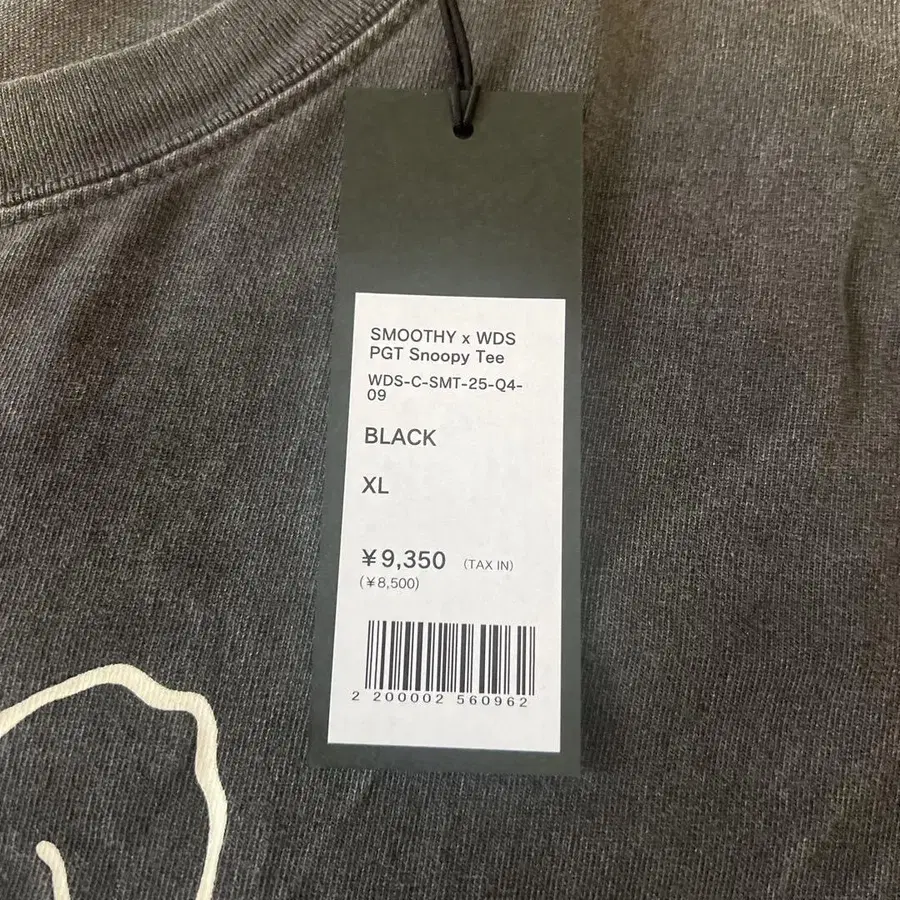 SMOOTHY x WDS
PGT Snoopy Tee
WDS-C-SMT-25-Q4-
09
BLACK
XL
¥9,350 (TAX IN)
(¥8,500)
2 200002 560962